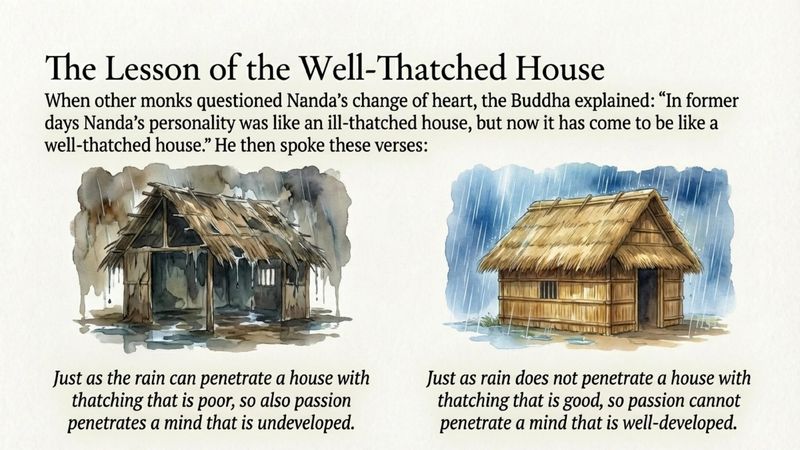 The Lesson of the Well-Thatched House
When other monks questioned Nanda’s change of heart, the Buddha explained: “In former
days Nanda’s personality was like an ill-thatched house, but now it has come to be like a
well-thatched house.” He then spoke these verses:
Just as the rain can penetrate a house with
thatching that is poor, so also passion
penetrates a mind that is undeveloped.
Just as rain does not penetrate a house with
thatching that is good, so passion cannot
penetrate a mind that is well-developed.